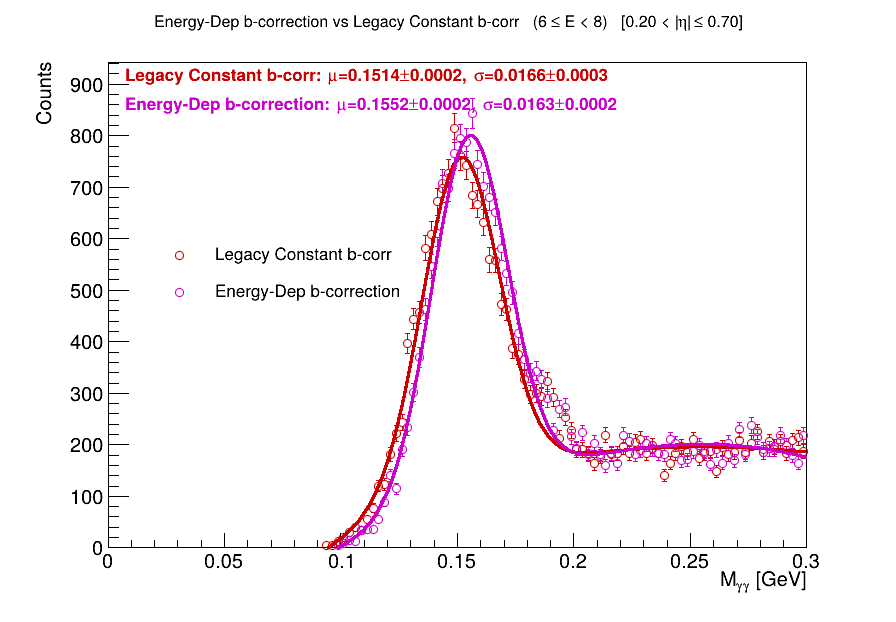 Energy-Dep b-correction vs Legacy Constant b-corr (6 ≤ E < 8) [0.20 < |η| ≤ 0.70]
Counts
Legacy Constant b-corr: μ=0.1514±0.0002, σ=0.0166±0.0003
Energy-Dep b-correction: μ=0.1552±0.0002, σ=0.0163±0.0002
900
800
700
600
500
400
300
200
100
0
Legacy Constant b-corr
Energy-Dep b-correction
0 0.05 0.1 0.15 0.2 0.25 0.3
Mγγ [GeV]